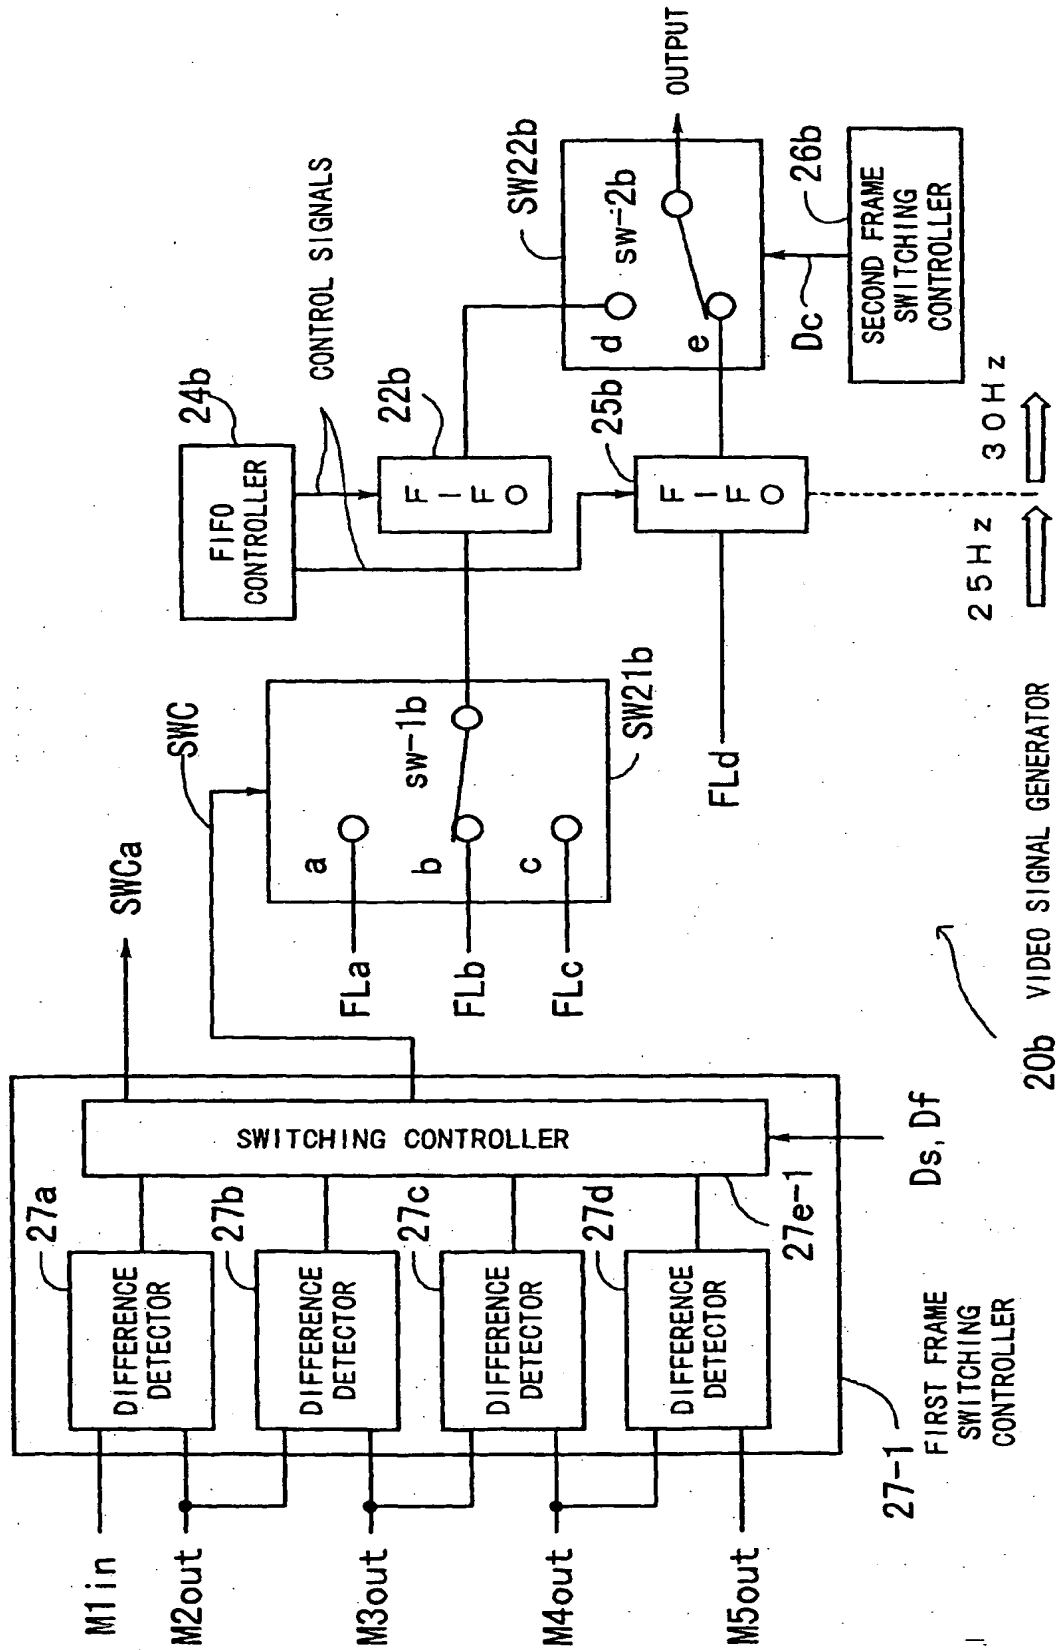 M1in
M2out
M3out
M4out
M5out
27a
DIFFERENCE
DETECTOR
27b
DIFFERENCE
DETECTOR
27c
DIFFERENCE
DETECTOR
27d
DIFFERENCE
DETECTOR
SWITCHING CONTROLLER
27e-1
Ds, Df
27-1
FIRST FRAME
SWITCHING
CONTROLLER
SWCa
SWC
FLa
FLb
FLc
a
b
c
sw-1b
SW21b
FLd
FIFO
CONTROLLER
24b
CONTROL SIGNALS
FIFO
22b
FIFO
25b
SW22b
d
e
sw-2b
OUTPUT
Dc
26b
SECOND FRAME
SWITCHING
CONTROLLER
25Hz
30Hz
20b VIDEO SIGNAL GENERATOR